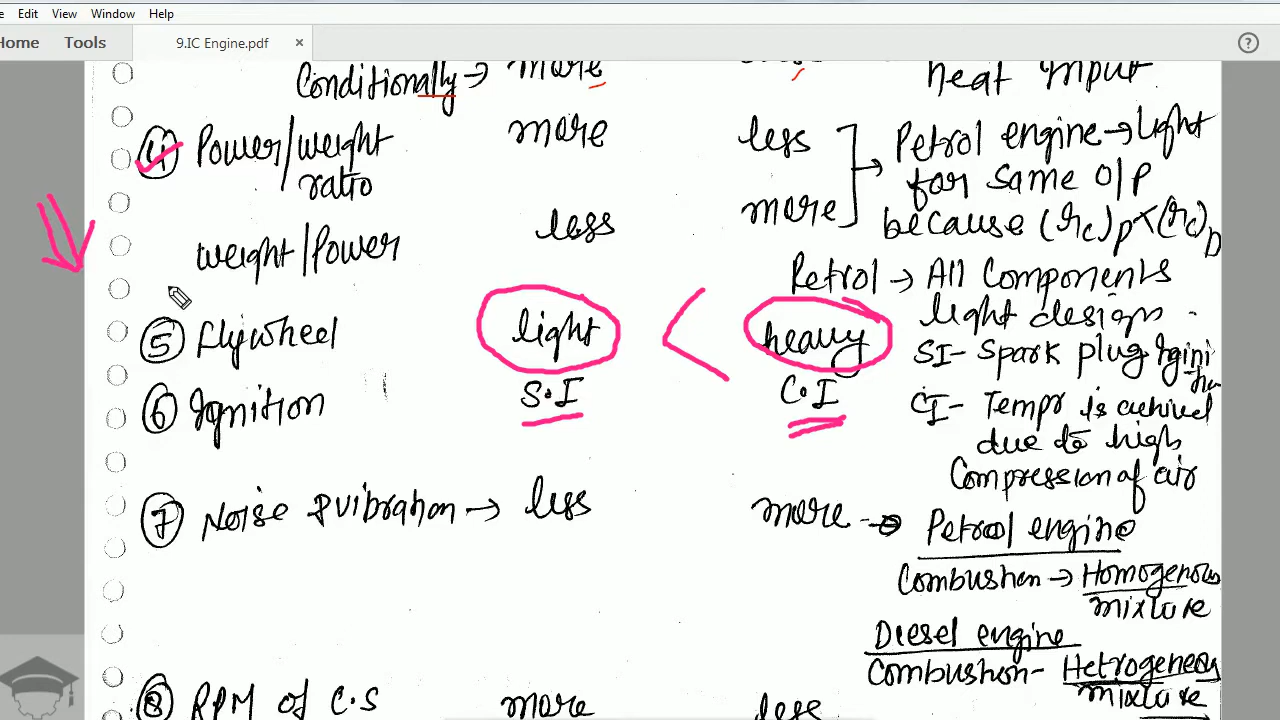 Edit View Window Help
Home Tools 9.IC Engine.pdf × ?
Conditionally → more heat input
④ Power/weight ratio more less
Petrol engine → light
for same O/P
because (rc)p < (rc)D
weight/Power less more
Petrol → All Components
light design
⑤ Flywheel light < heavy
SI - Spark plug
⑥ Ignition S.I C.I
CI - Tempr is
due to high
Compression of air
⑦ Noise & vibration → less more →
Petrol engine
Combustion → Homogenous
mixture
Diesel engine
Combustion - Hetrogeneous
mixture
⑧ RPM of C.S more less